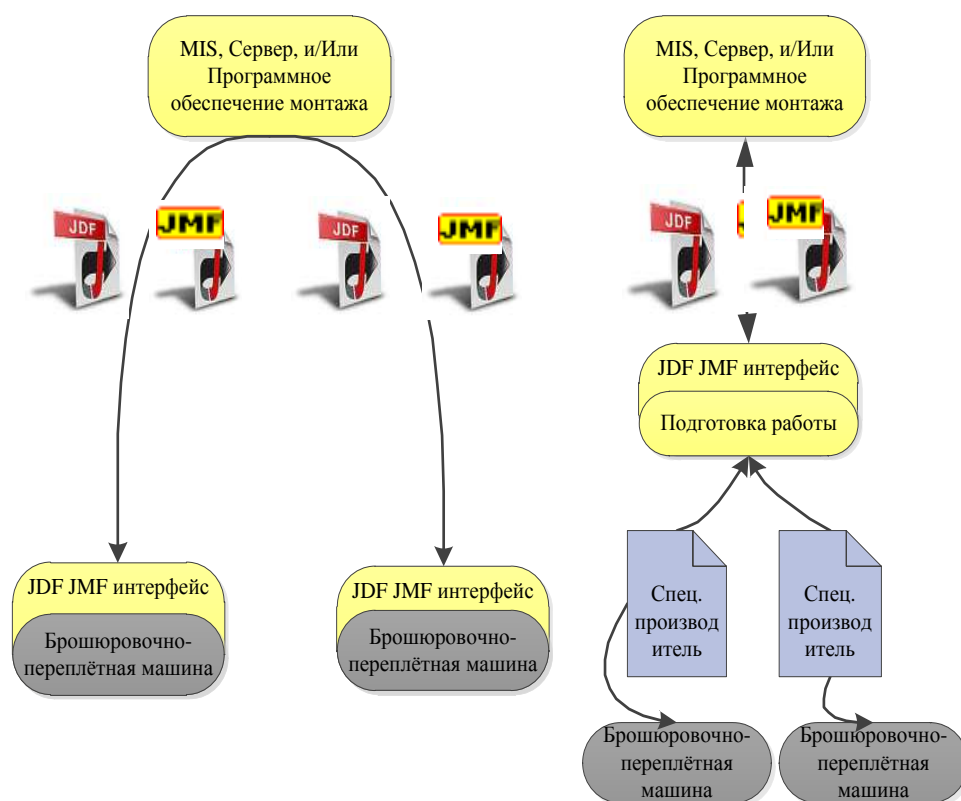 MIS, Сервер, и/Или
Программное
обеспечение монтажа
JDF
JMF
JDF
JMF
JDF JMF интерфейс
Брошюровочно-
переплётная машина
JDF JMF интерфейс
Брошюровочно-
переплётная машина
MIS, Сервер, и/Или
Программное
обеспечение монтажа
JDF
JMF
JDF JMF интерфейс
Подготовка работы
Спец.
производ
итель
Спец.
производ
итель
Брошюровочно-
переплётная
машина
Брошюровочно-
переплётная
машина